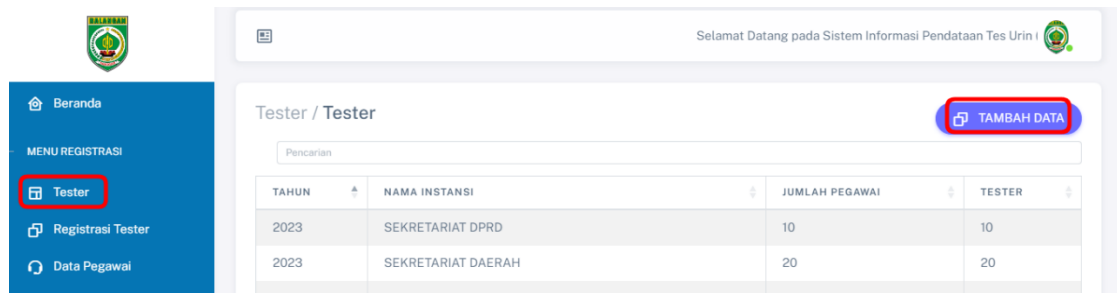 BALANGAN
Selamat Datang pada Sistem Informasi Pendataan Tes Urin
Beranda
MENU REGISTRASI
Tester
Registrasi Tester
Data Pegawai
Tester / Tester
TAMBAH DATA
Pencarian
TAHUN NAMA INSTANSI JUMLAH PEGAWAI TESTER
2023 SEKRETARIAT DPRD 10 10
2023 SEKRETARIAT DAERAH 20 20